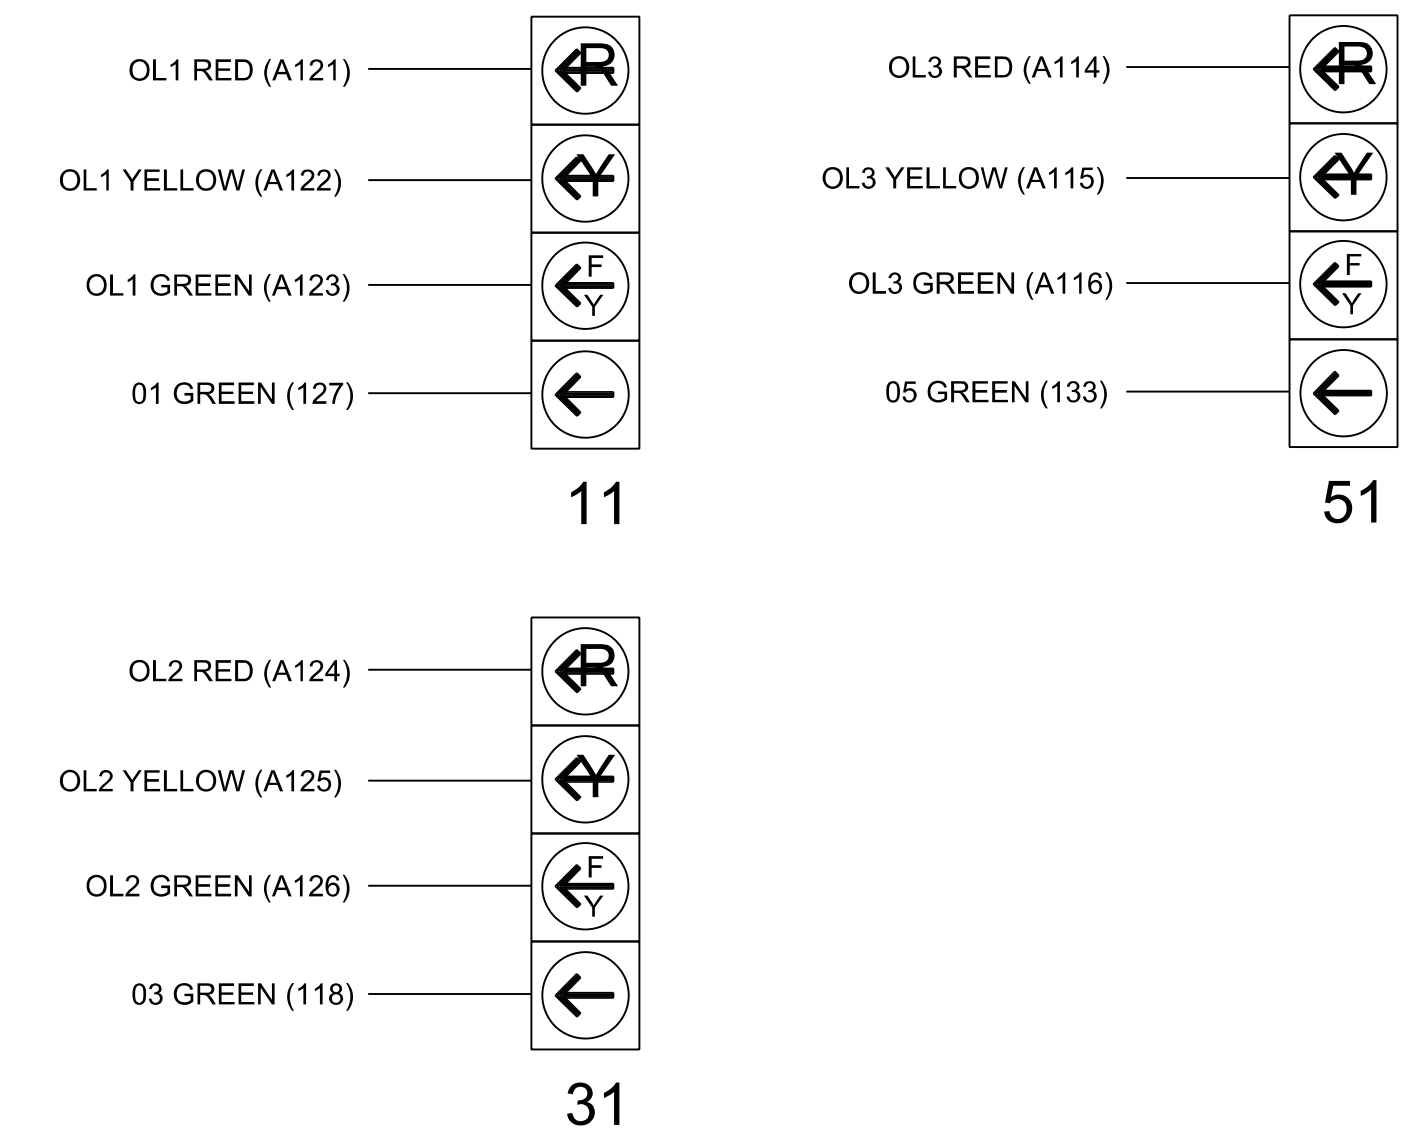 OL1 RED (A121)
R
OL1 YELLOW (A122)
Y
OL1 GREEN (A123)
F
Y
01 GREEN (127)
11
OL3 RED (A114)
R
OL3 YELLOW (A115)
Y
OL3 GREEN (A116)
F
Y
05 GREEN (133)
51
OL2 RED (A124)
R
OL2 YELLOW (A125)
Y
OL2 GREEN (A126)
F
Y
03 GREEN (118)
31